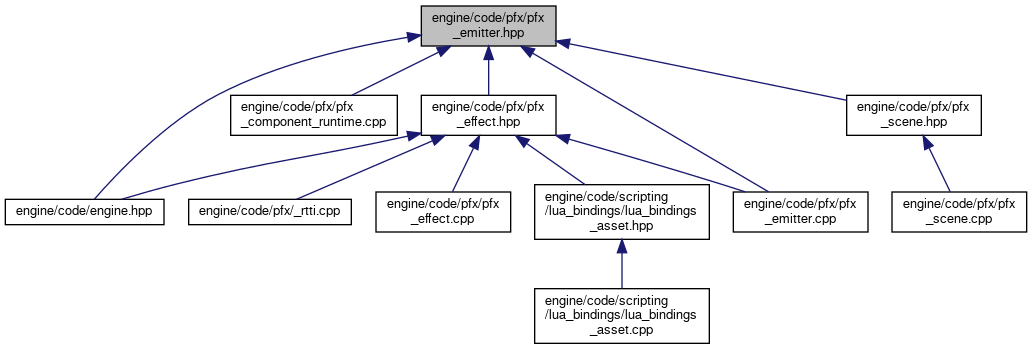 engine/code/pfx/pfx
_emitter.hpp
engine/code/pfx/pfx
_component_runtime.cpp
engine/code/pfx/pfx
_effect.hpp
engine/code/pfx/pfx
_scene.hpp
engine/code/engine.hpp
engine/code/pfx/_rtti.cpp
engine/code/pfx/pfx
_effect.cpp
engine/code/scripting
/lua_bindings/lua_bindings
_asset.hpp
engine/code/pfx/pfx
_emitter.cpp
engine/code/pfx/pfx
_scene.cpp
engine/code/scripting
/lua_bindings/lua_bindings
_asset.cpp